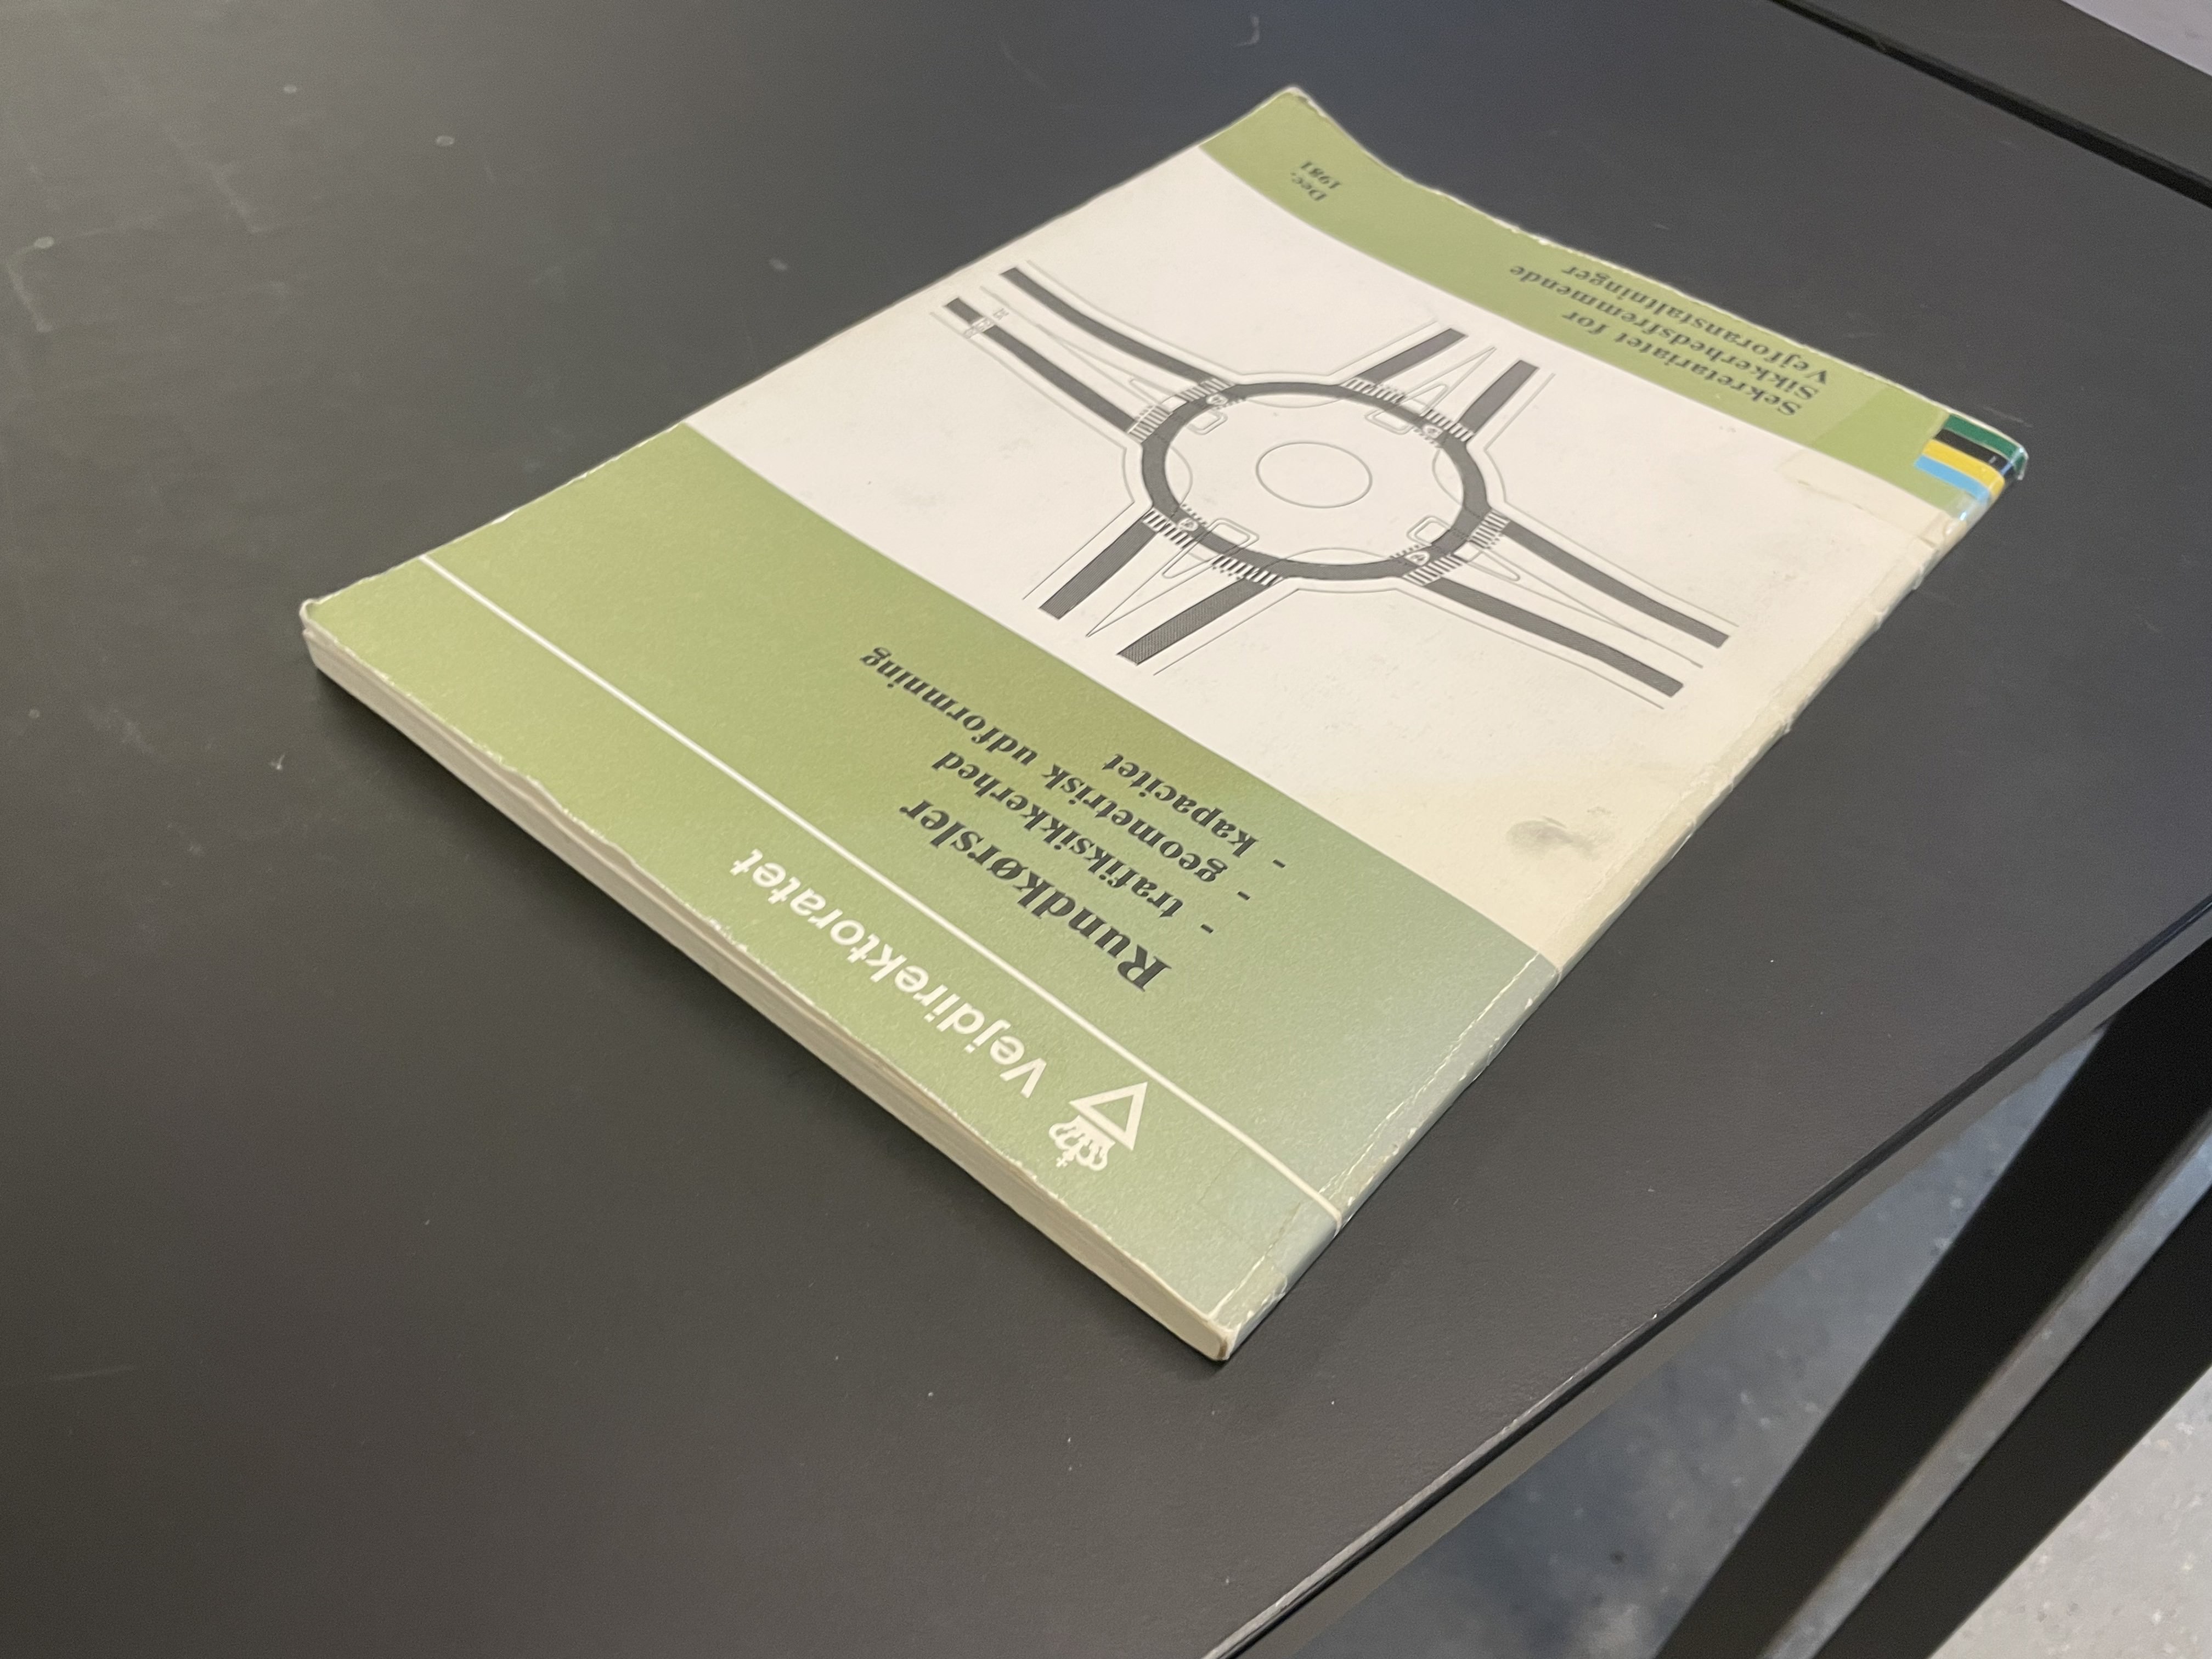 Vejdirektoratet
Rundkørsler
- trafiksikkerhed
- geometrisk udformning
- kapacitet
Sekretariatet for
Sikkerhedsfremmende
Vejforanstaltninger
Dec.
1981